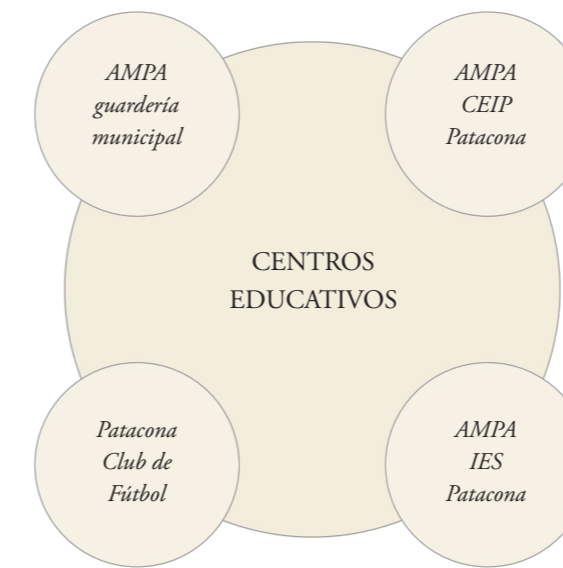 AMPA
guardería
municipal
AMPA
CEIP
Patacona
CENTROS
EDUCATIVOS
Patacona
Club de
Fútbol
AMPA
IES
Patacona